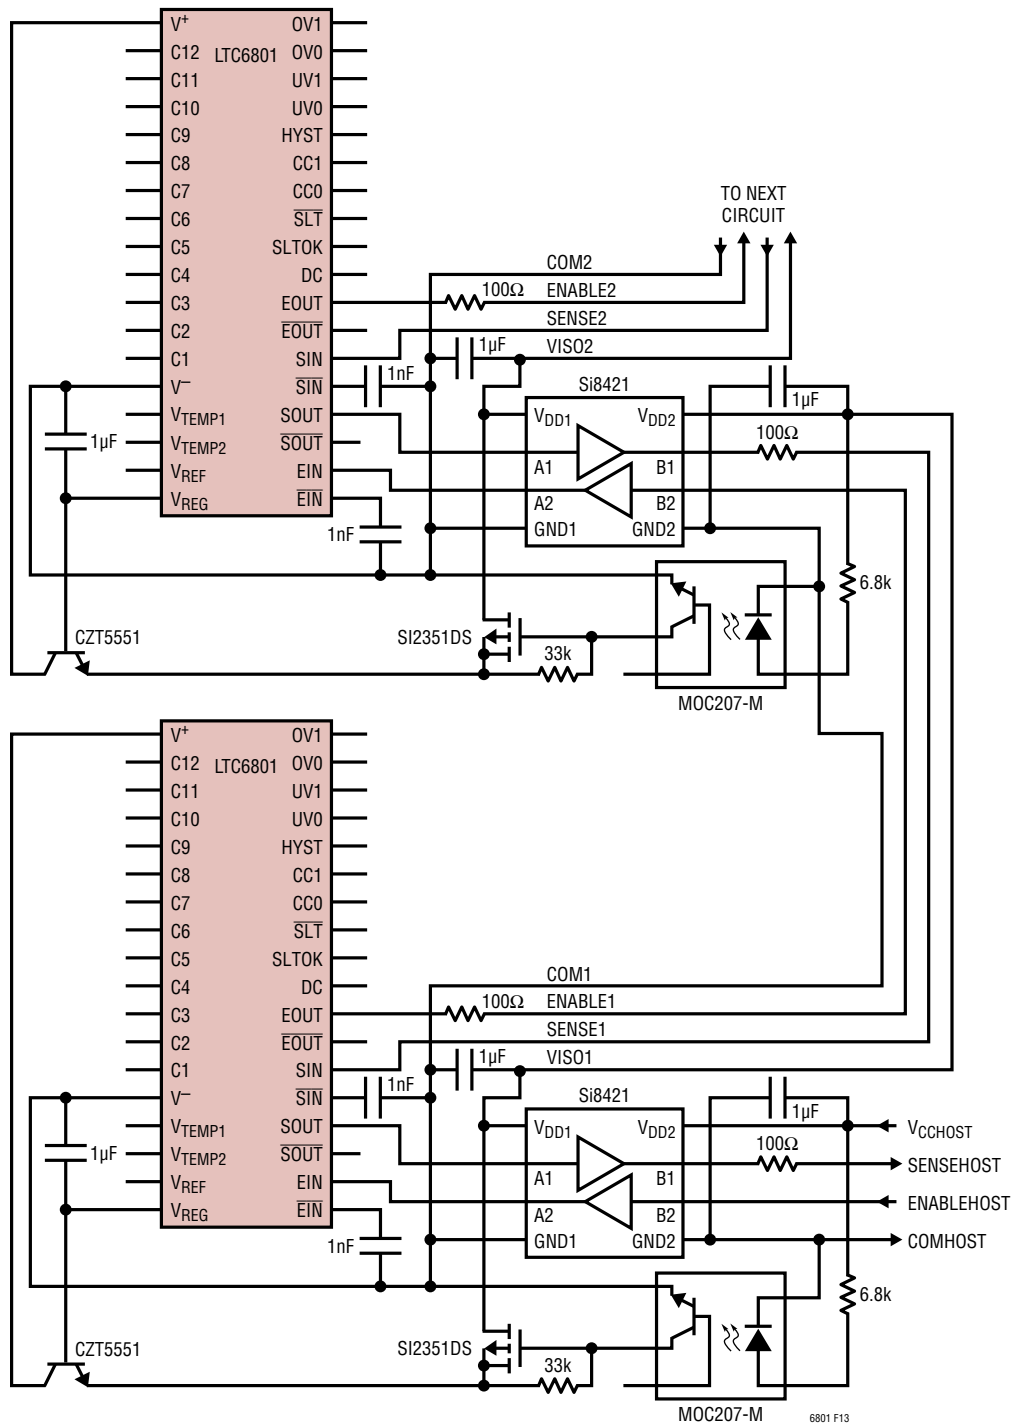 V+ OV1
C12 LTC6801 OV0
C11 UV1
C10 UV0
C9 HYST
C8 CC1
C7 CC0
C6 SLT
C5 SLTOK
C4 DC
C3 EOUT
C2 EOUT
C1 SIN
V– SIN
VTEMP1 SOUT
VTEMP2 SOUT
VREF EIN
VREG EIN
TO NEXT
CIRCUIT
COM2
100Ω ENABLE2
SENSE2
1µF VISO2
1nF
Si8421
1µF
VDD1 VDD2
100Ω
A1 B1
A2 B2
GND1 GND2
1µF
1nF
6.8k
CZT5551
SI2351DS
33k
MOC207-M
V+ OV1
C12 LTC6801 OV0
C11 UV1
C10 UV0
C9 HYST
C8 CC1
C7 CC0
C6 SLT
C5 SLTOK
C4 DC
C3 EOUT
C2 EOUT
C1 SIN
V– SIN
VTEMP1 SOUT
VTEMP2 SOUT
VREF EIN
VREG EIN
COM1
100Ω ENABLE1
SENSE1
1µF VISO1
1nF
Si8421
1µF
VDD1 VDD2
100Ω
A1 B1
A2 B2
GND1 GND2
VCCHOST
SENSEHOST
ENABLEHOST
COMHOST
1µF
1nF
6.8k
CZT5551
SI2351DS
33k
MOC207-M
6801 F13